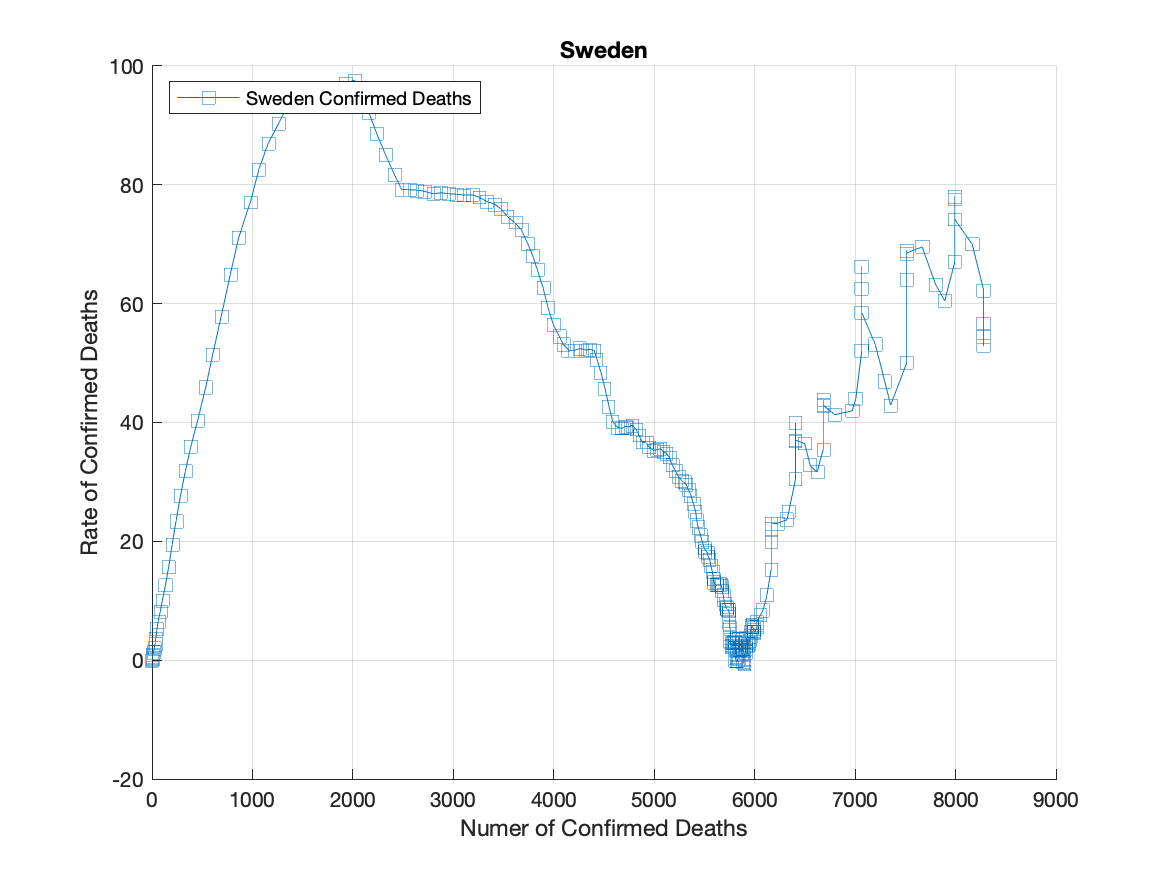 Sweden
Sweden Confirmed Deaths
100
80
60
40
20
0
-20
Rate of Confirmed Deaths
0 1000 2000 3000 4000 5000 6000 7000 8000 9000
Numer of Confirmed Deaths